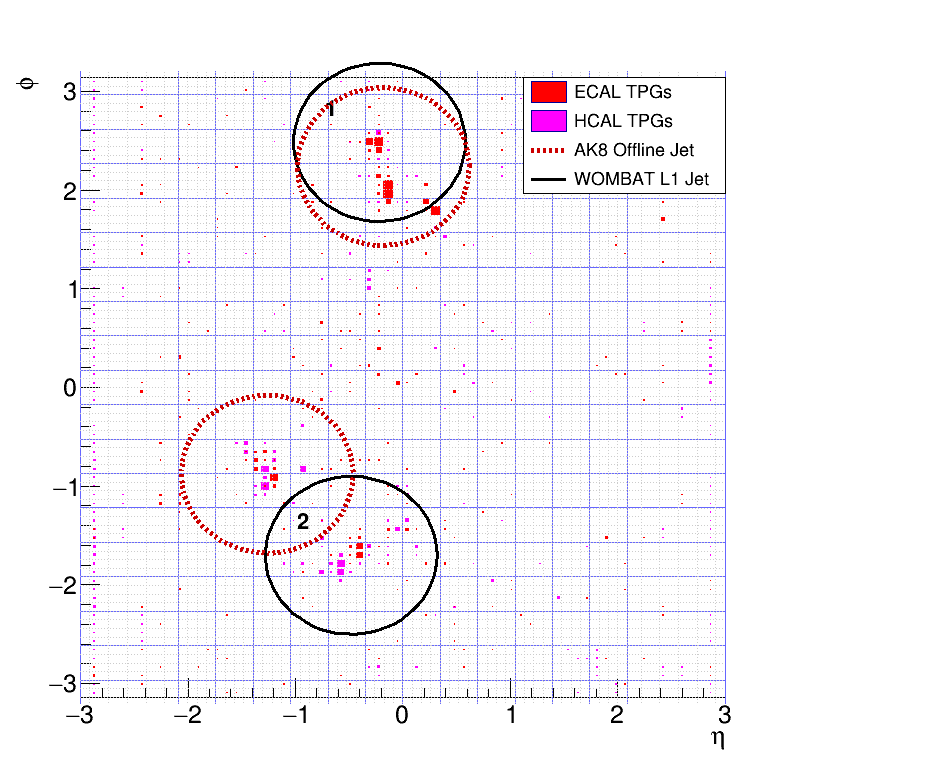 ϕ
3
2
1
0
−1
−2
−3
ECAL TPGs
HCAL TPGs
AK8 Offline Jet
WOMBAT L1 Jet
1
2
−3 −2 −1 0 1 2 3
η